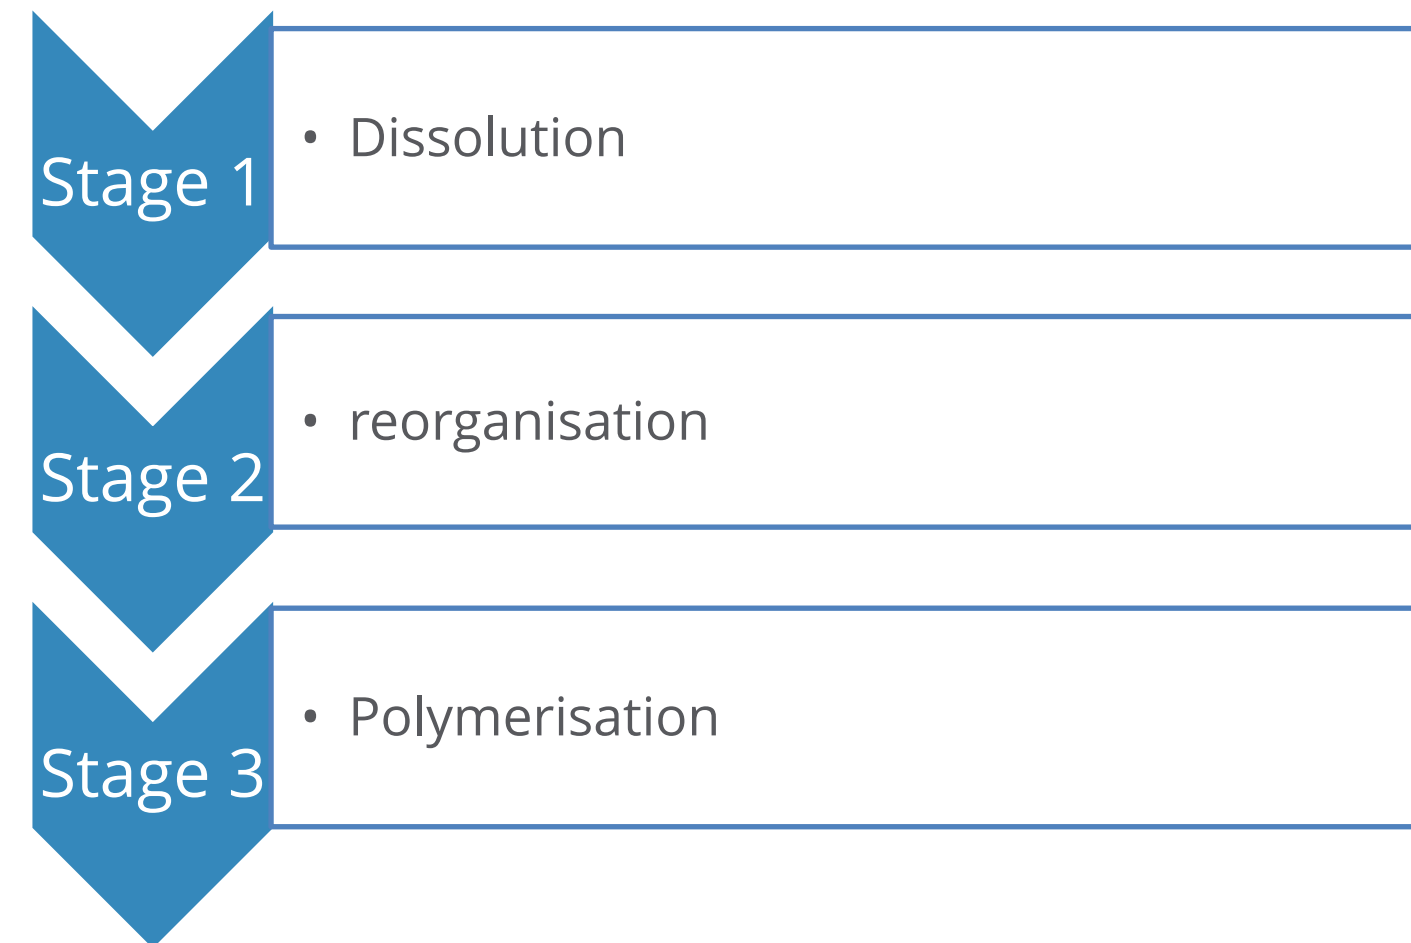 Stage 1
• Dissolution
Stage 2
• reorganisation
Stage 3
• Polymerisation